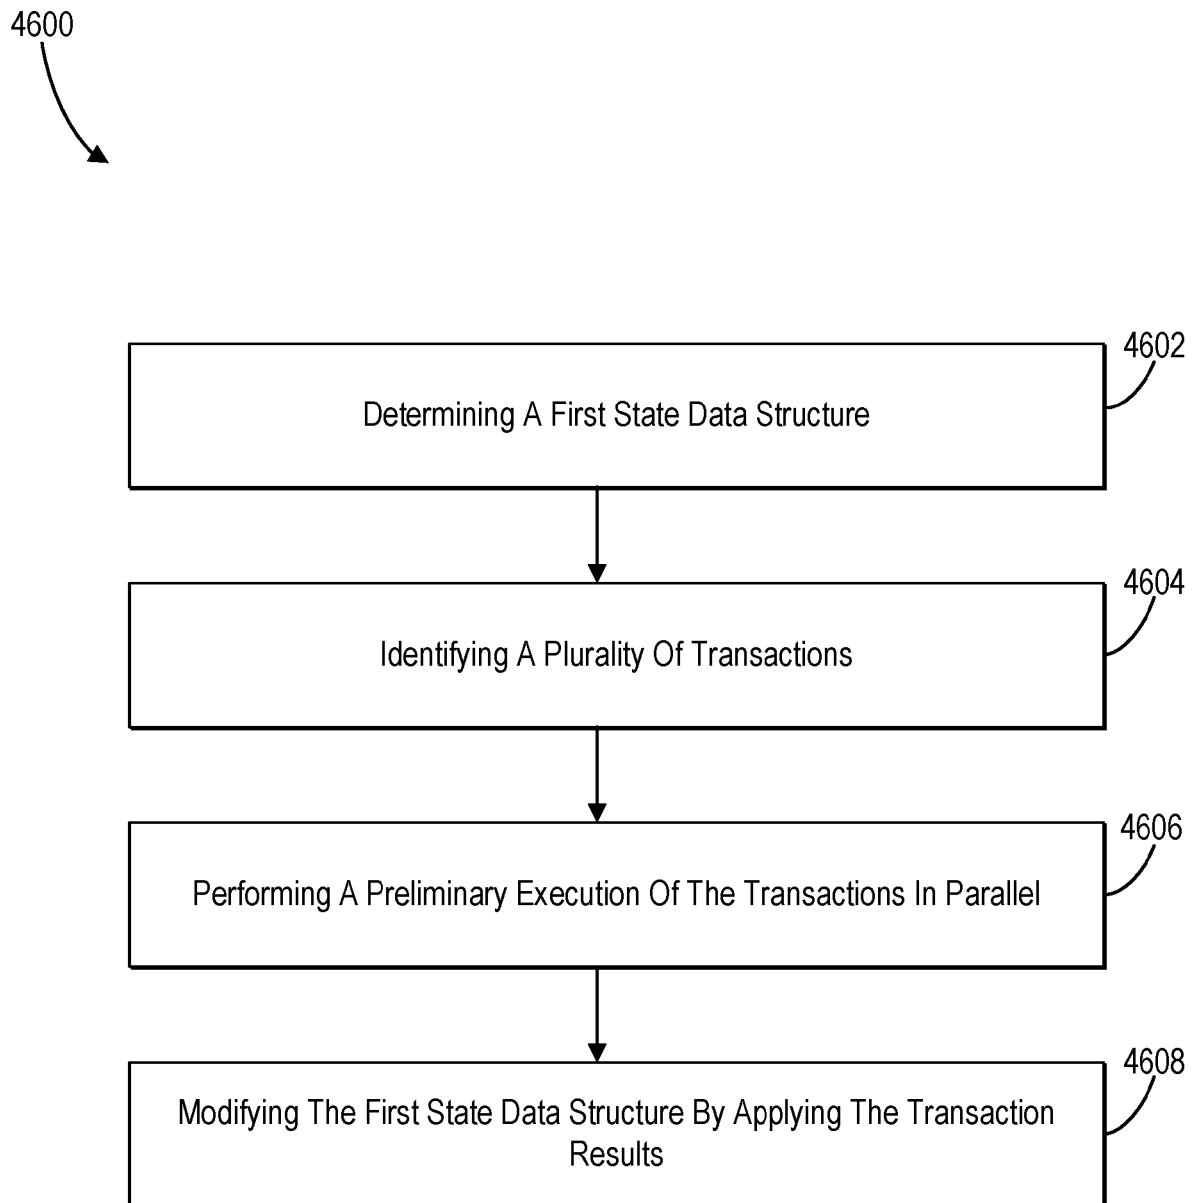 4600
4602
Determining A First State Data Structure
4604
Identifying A Plurality Of Transactions
4606
Performing A Preliminary Execution Of The Transactions In Parallel
4608
Modifying The First State Data Structure By Applying The Transaction
Results